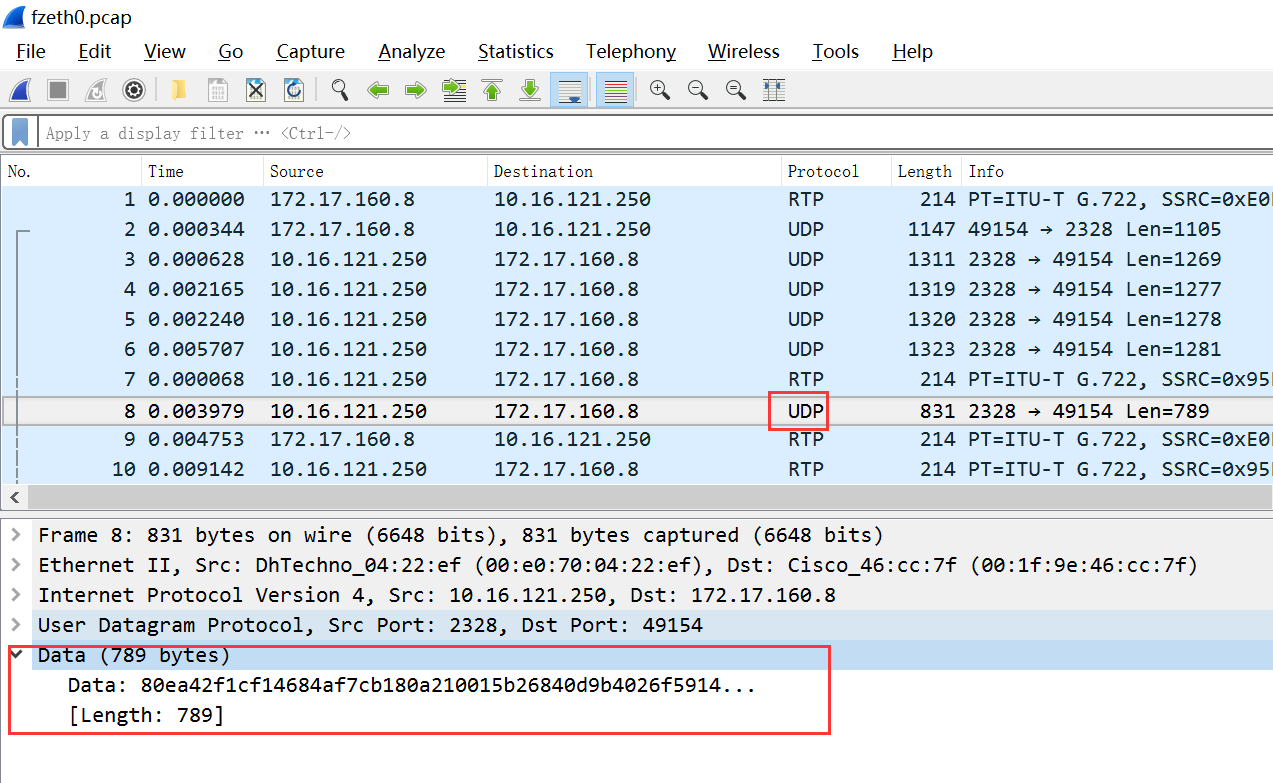 fzeth0.pcap
File Edit View Go Capture Analyze Statistics Telephony Wireless Tools Help
Apply a display filter ··· <Ctrl-/>
No. Time Source Destination Protocol Length Info
1 0.000000 172.17.160.8 10.16.121.250 RTP 214 PT=ITU-T G.722, SSRC=0xE0
2 0.000344 172.17.160.8 10.16.121.250 UDP 1147 49154 → 2328 Len=1105
3 0.000628 10.16.121.250 172.17.160.8 UDP 1311 2328 → 49154 Len=1269
4 0.002165 10.16.121.250 172.17.160.8 UDP 1319 2328 → 49154 Len=1277
5 0.002240 10.16.121.250 172.17.160.8 UDP 1320 2328 → 49154 Len=1278
6 0.005707 10.16.121.250 172.17.160.8 UDP 1323 2328 → 49154 Len=1281
7 0.000068 10.16.121.250 172.17.160.8 RTP 214 PT=ITU-T G.722, SSRC=0x95
8 0.003979 10.16.121.250 172.17.160.8 UDP 831 2328 → 49154 Len=789
9 0.004753 172.17.160.8 10.16.121.250 RTP 214 PT=ITU-T G.722, SSRC=0xE0
10 0.009142 10.16.121.250 172.17.160.8 RTP 214 PT=ITU-T G.722, SSRC=0x95
Frame 8: 831 bytes on wire (6648 bits), 831 bytes captured (6648 bits)
Ethernet II, Src: DhTechno_04:22:ef (00:e0:70:04:22:ef), Dst: Cisco_46:cc:7f (00:1f:9e:46:cc:7f)
Internet Protocol Version 4, Src: 10.16.121.250, Dst: 172.17.160.8
User Datagram Protocol, Src Port: 2328, Dst Port: 49154
Data (789 bytes)
Data: 80ea42f1cf14684af7cb180a210015b26840d9b4026f5914...
[Length: 789]